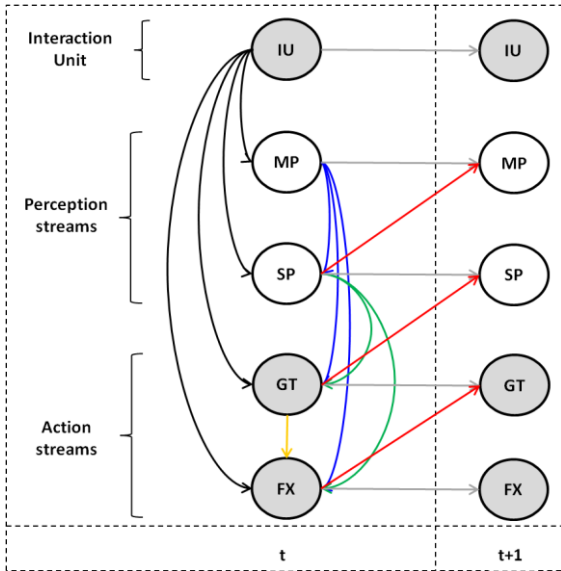 Interaction
Unit
IU
IU
MP
MP
Perception
streams
SP
SP
GT
GT
Action
streams
FX
FX
t
t+1